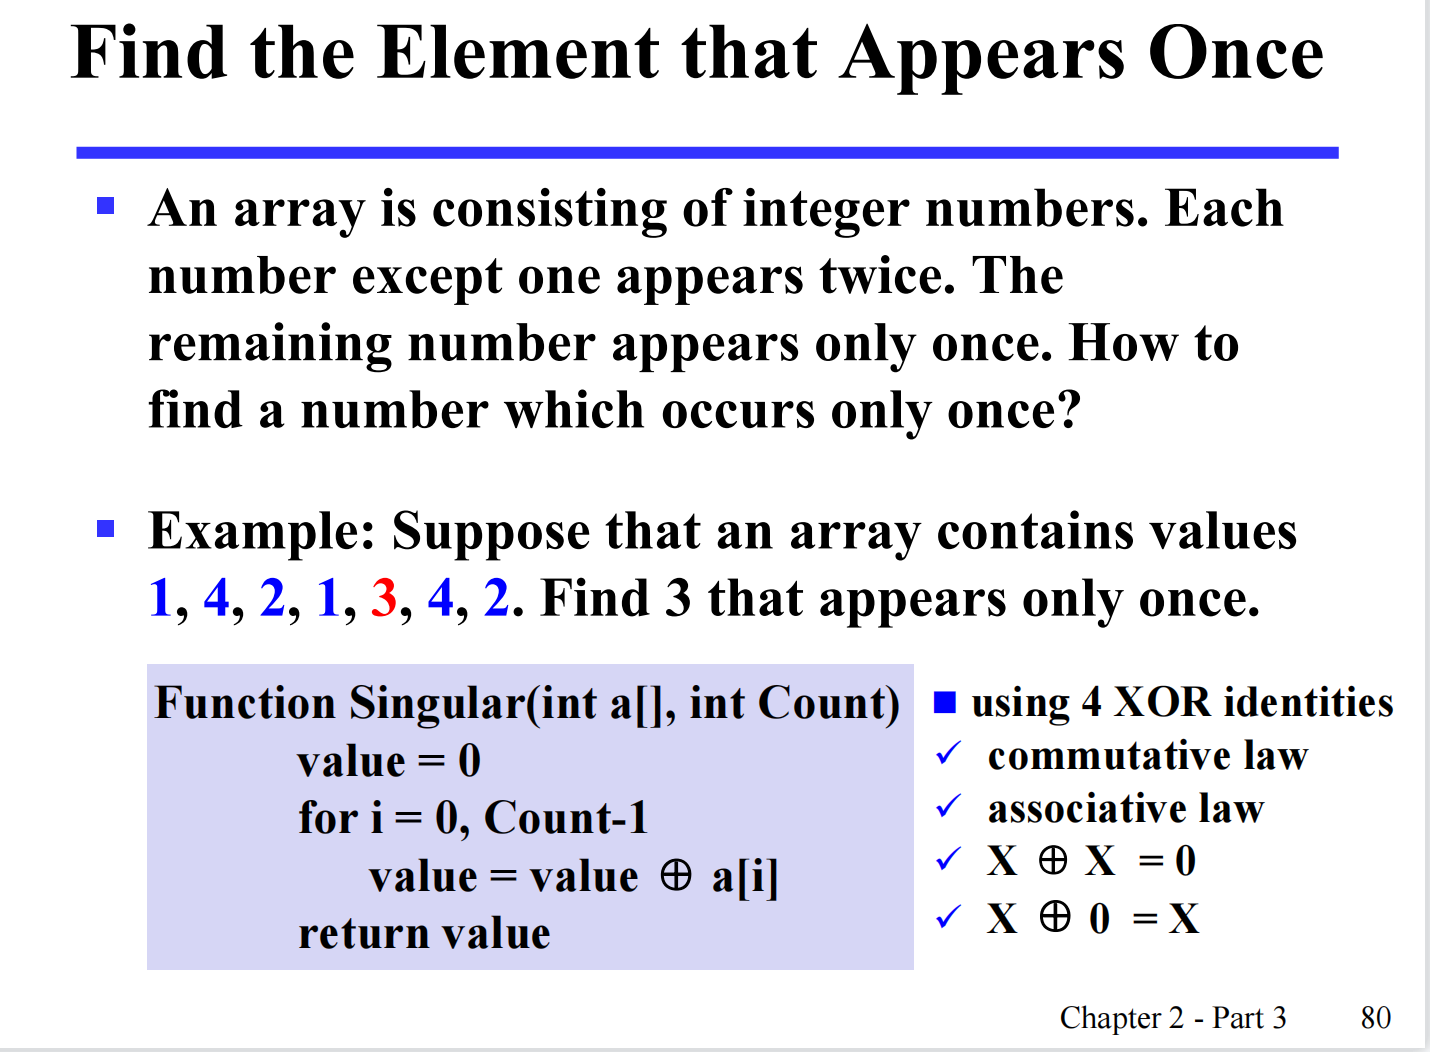 Find the Element that Appears Once
An array is consisting of integer numbers. Each
number except one appears twice. The
remaining number appears only once. How to
find a number which occurs only once?
Example: Suppose that an array contains values
1, 4, 2, 1, 3, 4, 2. Find 3 that appears only once.
Function Singular(int a[], int Count)
value = 0
for i = 0, Count-1
value = value ⊕ a[i]
return value
using 4 XOR identities
✓ commutative law
✓ associative law
✓ X ⊕ X = 0
✓ X ⊕ 0 = X
Chapter 2 - Part 3 80